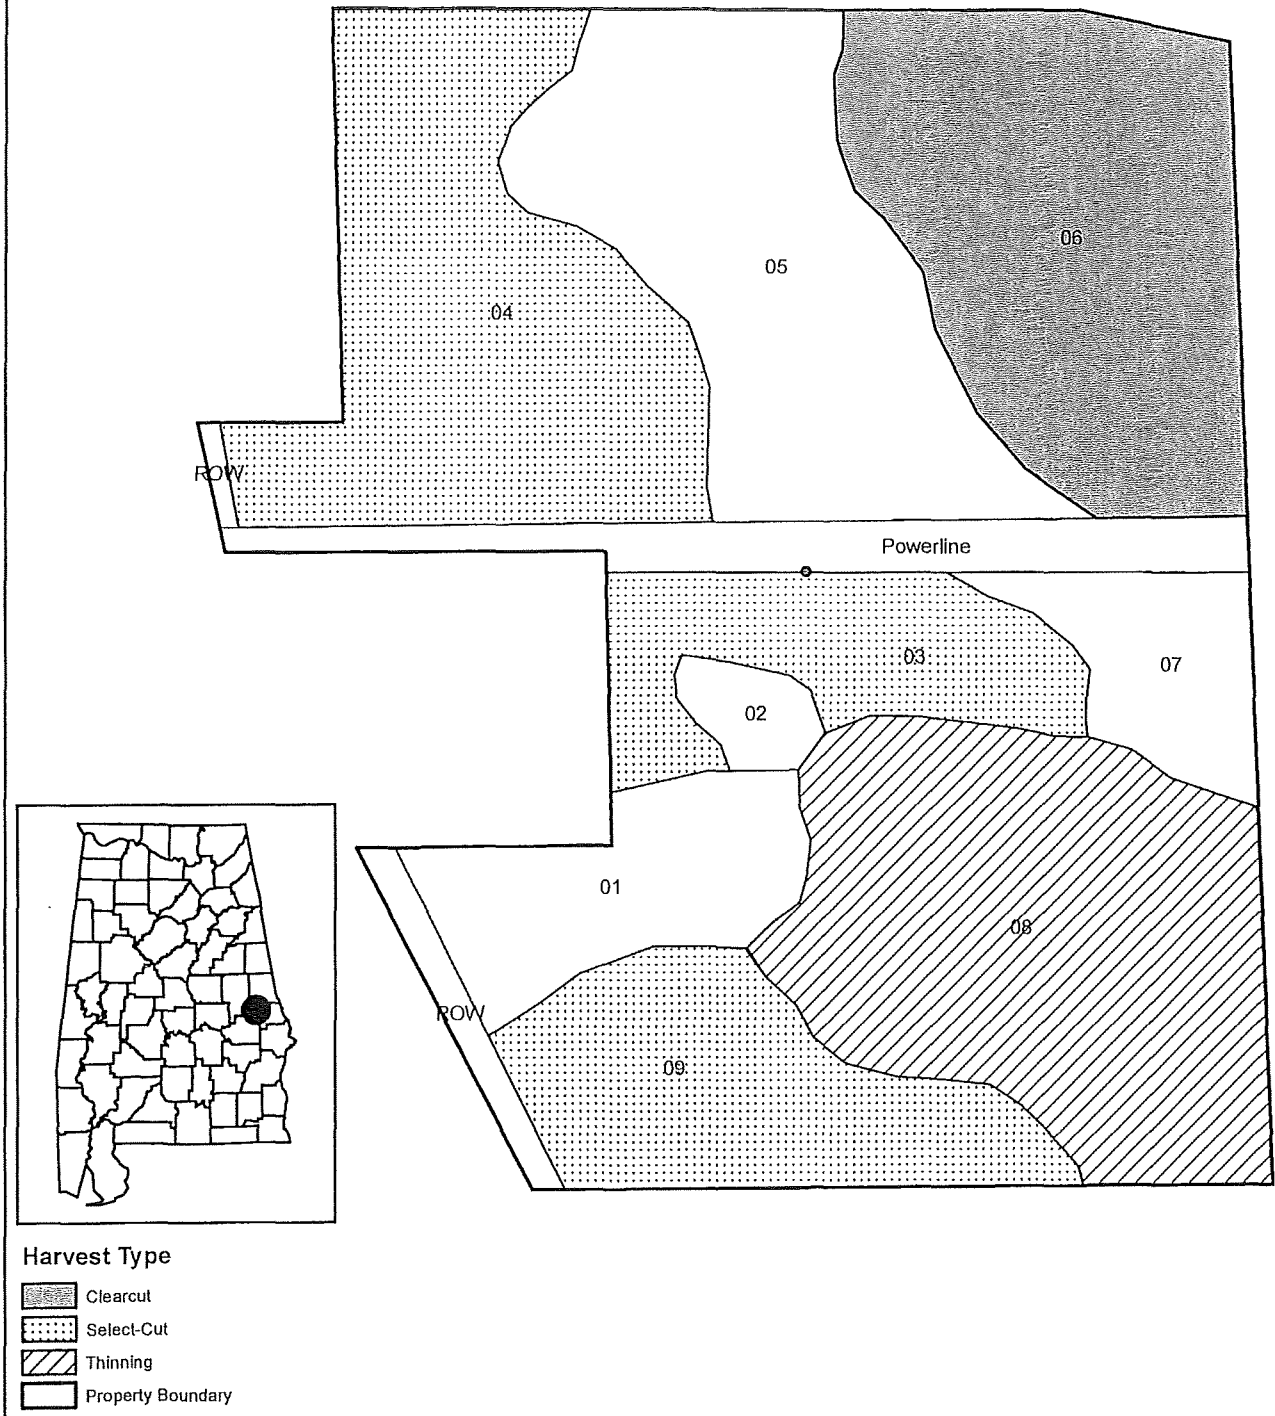 06
05
04
ROW
Powerline
03
07
02
01
08
ROW
09
Harvest Type
Clearcut
Select-Cut
Thinning
Property Boundary